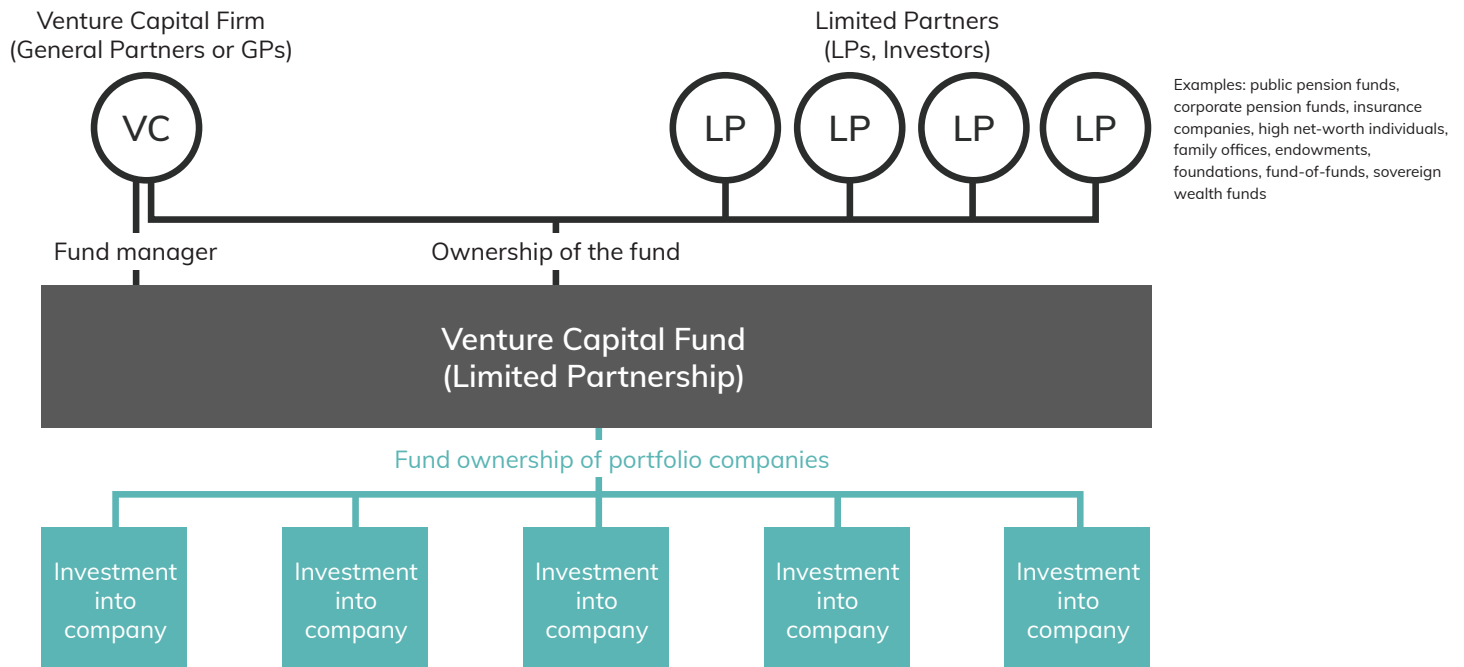 Venture Capital Firm
(General Partners or GPs)
Limited Partners
(LPs, Investors)
VC
LP
LP
LP
LP
Examples: public pension funds,
corporate pension funds, insurance
companies, high net-worth individuals,
family offices, endowments,
foundations, fund-of-funds, sovereign
wealth funds
Fund manager
Ownership of the fund
Venture Capital Fund
(Limited Partnership)
Fund ownership of portfolio companies
Investment
into
company
Investment
into
company
Investment
into
company
Investment
into
company
Investment
into
company